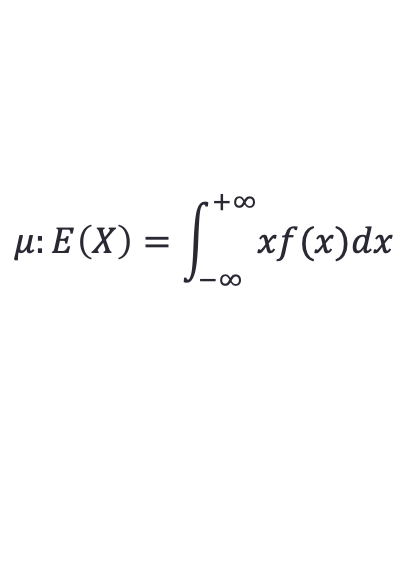 μ: E(X) = ∫_{−∞}^{+∞} xf(x)dx